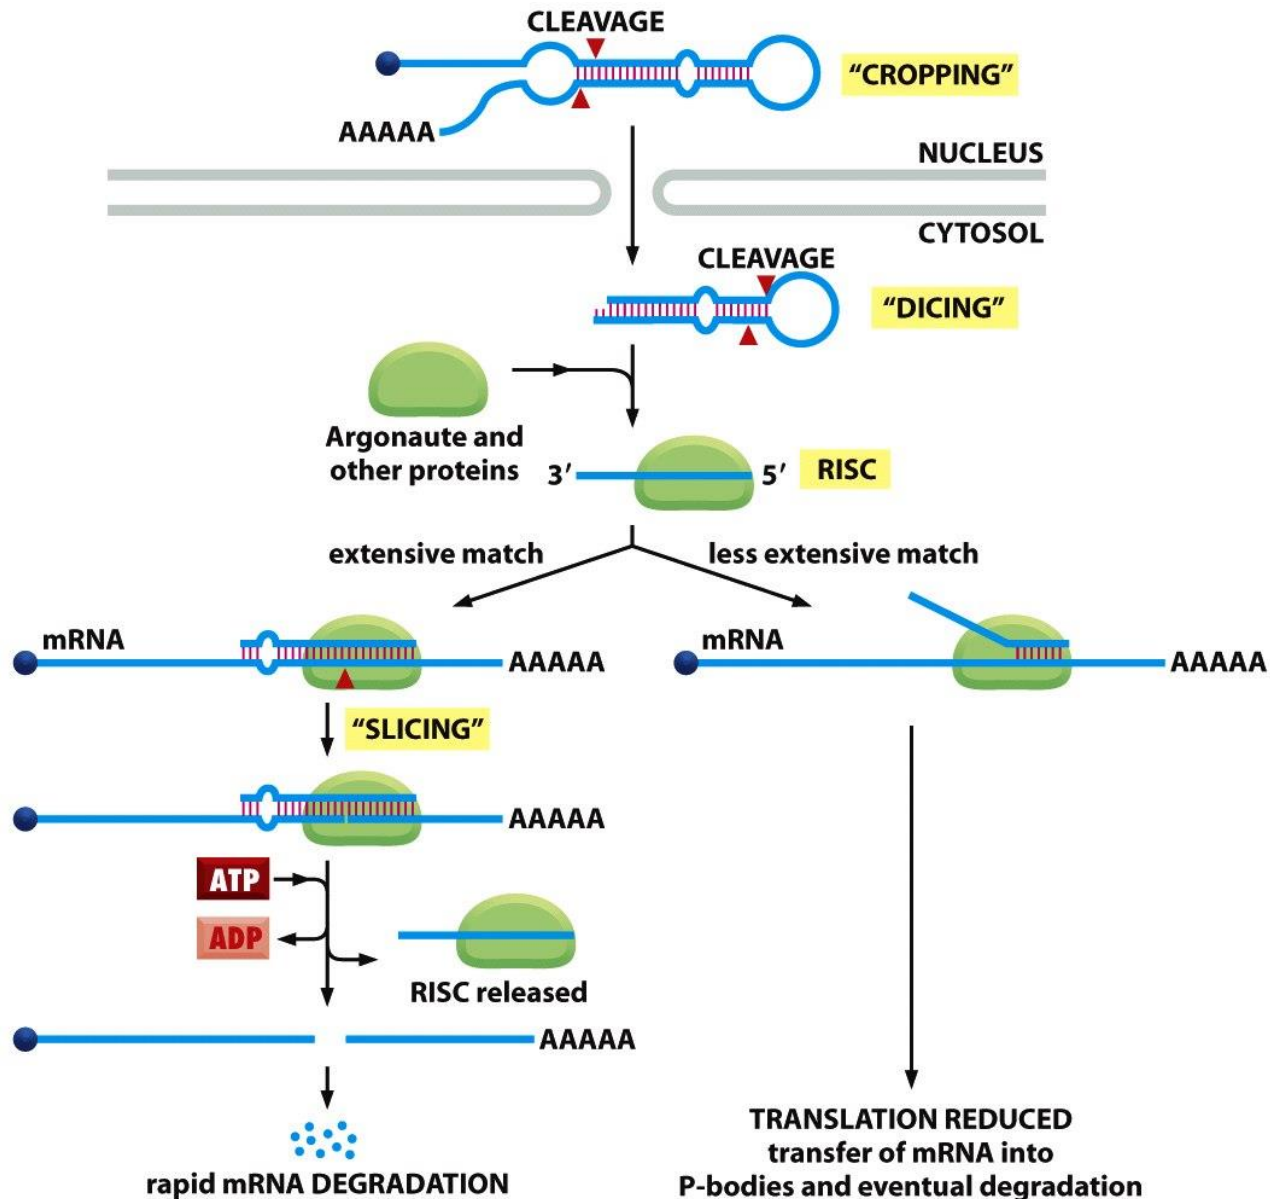 CLEAVAGE
“CROPPING”
AAAAA
NUCLEUS
CYTOSOL
CLEAVAGE
“DICING”
Argonaute and
other proteins
3′
5′
RISC
extensive match
less extensive match
mRNA
AAAAA
mRNA
AAAAA
“SLICING”
AAAAA
ATP
ADP
RISC released
AAAAA
rapid mRNA DEGRADATION
TRANSLATION REDUCED
transfer of mRNA into
P-bodies and eventual degradation